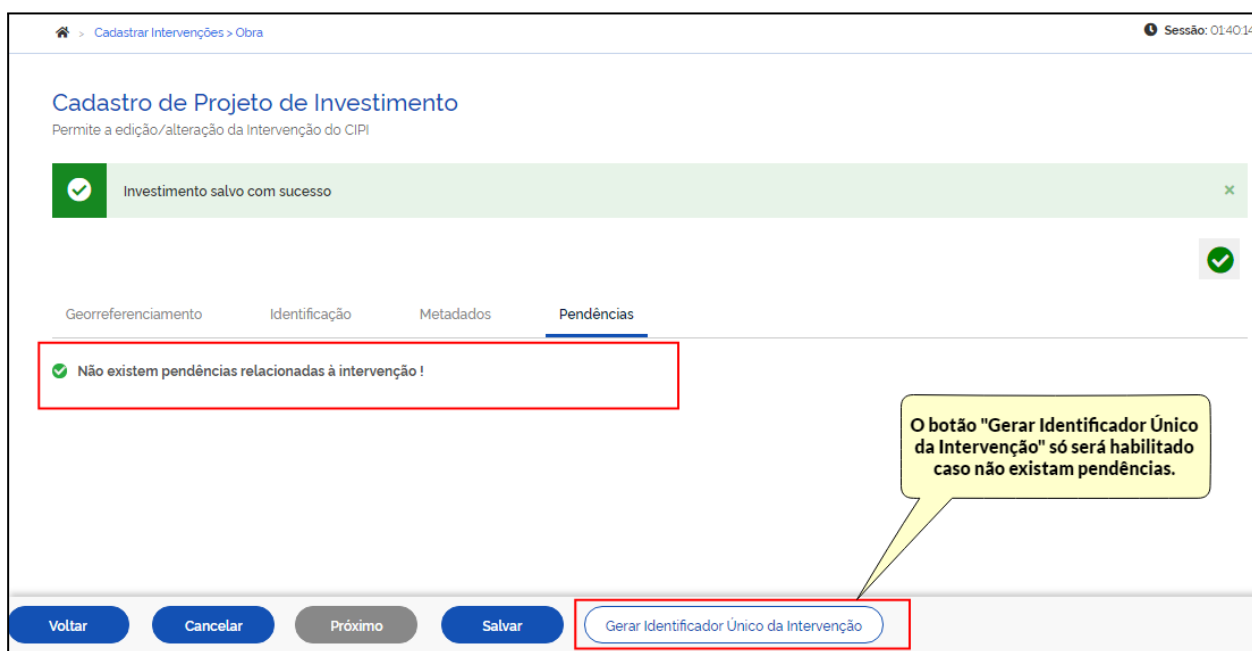 > Cadastrar Intervenções > Obra
Sessão: 01:40:14
Cadastro de Projeto de Investimento
Permite a edição/alteração da Intervenção do CIPI
Investimento salvo com sucesso ×
Georreferenciamento Identificação Metadados Pendências
Não existem pendências relacionadas à intervenção !
O botão "Gerar Identificador Único
da Intervenção" só será habilitado
caso não existam pendências.
Voltar Cancelar Próximo Salvar Gerar Identificador Único da Intervenção